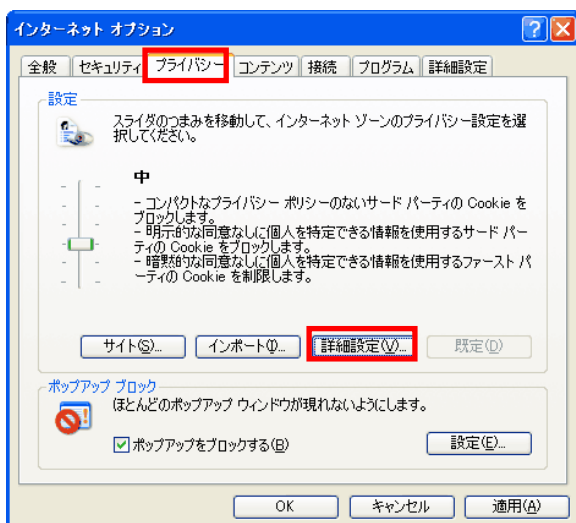 インターネット オプション
全般 セキュリティ プライバシー コンテンツ 接続 プログラム 詳細設定
設定
スライダのつまみを移動して、インターネット ゾーンのプライバシー設定を選
択してください。
中
- コンパクトなプライバシー ポリシーのないサード パーティの Cookie を
ブロックします。
- 明示的な同意なしに個人を特定できる情報を使用するサード パー
ティの Cookie をブロックします。
- 暗黙的な同意なしに個人を特定できる情報を使用するファースト パ
ーティの Cookie を制限します。
サイト(S)... インポート(I)... 詳細設定(V)... 既定(D)
ポップアップ ブロック
ほとんどのポップアップ ウィンドウが現れないようにします。
ポップアップをブロックする(B) 設定(E)...
OK キャンセル 適用(A)